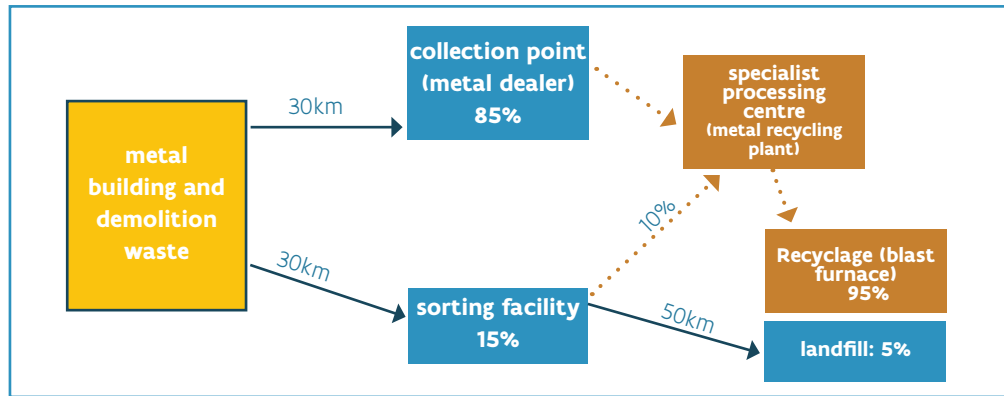 metal
building and
demolition
waste
30km
collection point
(metal dealer)
85%
30km
sorting facility
15%
10%
specialist
processing
centre
(metal recycling
plant)
Recyclage (blast
furnace)
95%
50km
landfill: 5%